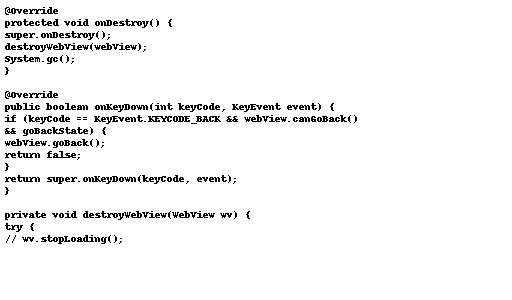 @Override
protected void onDestroy() {
super.onDestroy();
destroyWebView(webView);
System.gc();
}
@Override
public boolean onKeyDown(int keyCode, KeyEvent event) {
if (keyCode == KeyEvent.KEYCODE_BACK && webView.canGoBack()
&& goBackState) {
webView.goBack();
return false;
}
return super.onKeyDown(keyCode, event);
}
private void destroyWebView(WebView wv) {
try {
// wv.stopLoading();